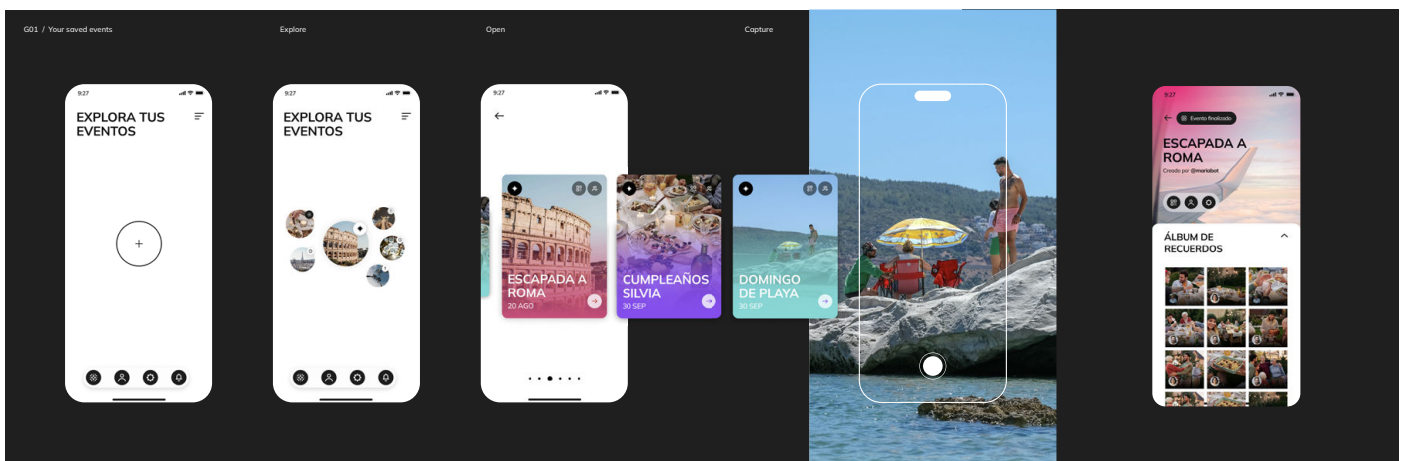 G01 / Your saved events
Explore
Open
Capture
9:27
EXPLORA TUS
EVENTOS
9:27
EXPLORA TUS
EVENTOS
9:27
ESCAPADA A
ROMA
20 AGO
CUMPLEAÑOS
SILVIA
30 SEP
DOMINGO
DE PLAYA
30 SEP
9:27
Evento finalizado
ESCAPADA A
ROMA
Creado por @mariabot
ÁLBUM DE
RECUERDOS